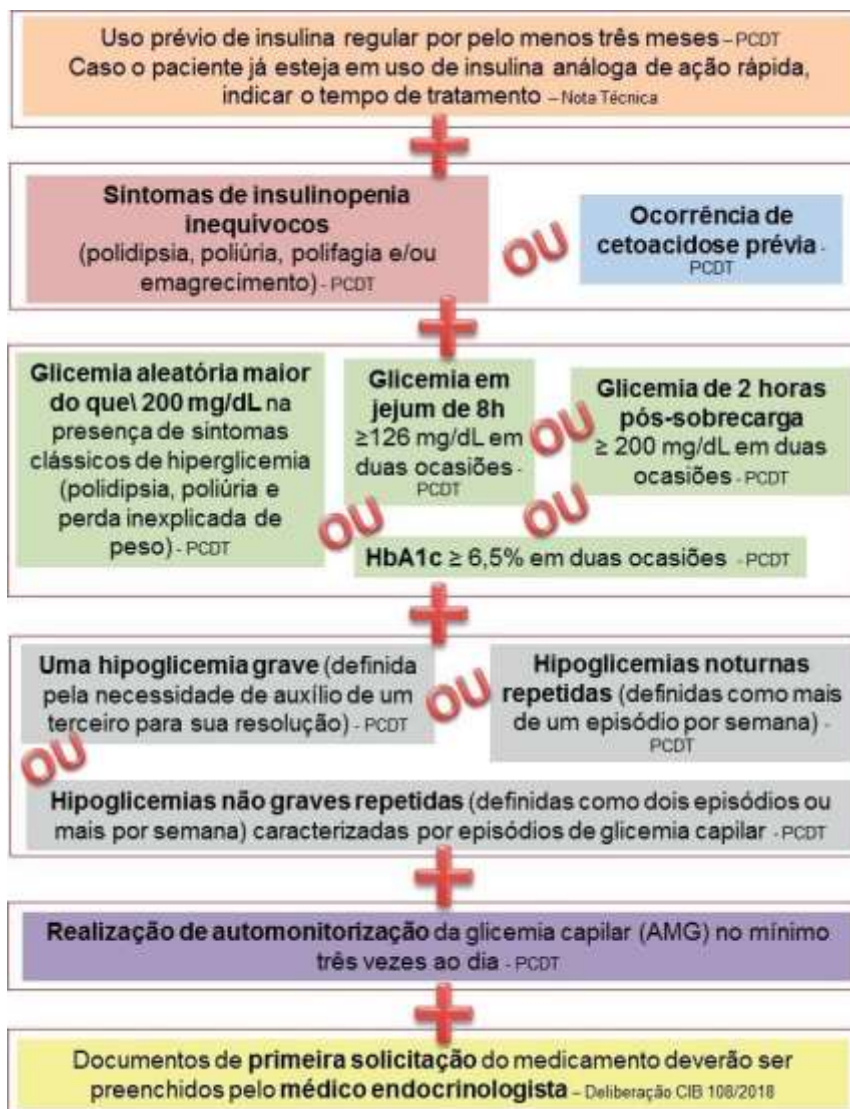 Uso prévio de insulina regular por pelo menos três meses – PCDT
Caso o paciente já esteja em uso de insulina análoga de ação rápida,
indicar o tempo de tratamento – Nota Técnica
Sintomas de insulinopenia
inequívocos
(polidipsia, poliúria, polifagia e/ou
emagrecimento) - PCDT
OU
Ocorrência de
cetoacidose prévia -
PCDT
Glicemia aleatória maior
do que\ 200 mg/dL na
presença de sintomas
clássicos de hiperglicemia
(polidipsia, poliúria e
perda inexplicada de
peso) - PCDT
OU
Glicemia em
jejum de 8h
≥126 mg/dL em
duas ocasiões -
PCDT
OU
Glicemia de 2 horas
pós-sobrecarga
≥ 200 mg/dL em duas
ocasiões - PCDT
OU
HbA1c ≥ 6,5% em duas ocasiões - PCDT
Uma hipoglicemia grave (definida
pela necessidade de auxílio de um
terceiro para sua resolução) - PCDT
OU
Hipoglicemias noturnas
repetidas (definidas como mais
de um episódio por semana) -
PCDT
OU
Hipoglicemias não graves repetidas (definidas como dois episódios ou
mais por semana) caracterizadas por episódios de glicemia capilar - PCDT
Realização de automonitorização da glicemia capilar (AMG) no mínimo
três vezes ao dia - PCDT
Documentos de primeira solicitação do medicamento deverão ser
preenchidos pelo médico endocrinologista – Deliberação CIB 108/2018